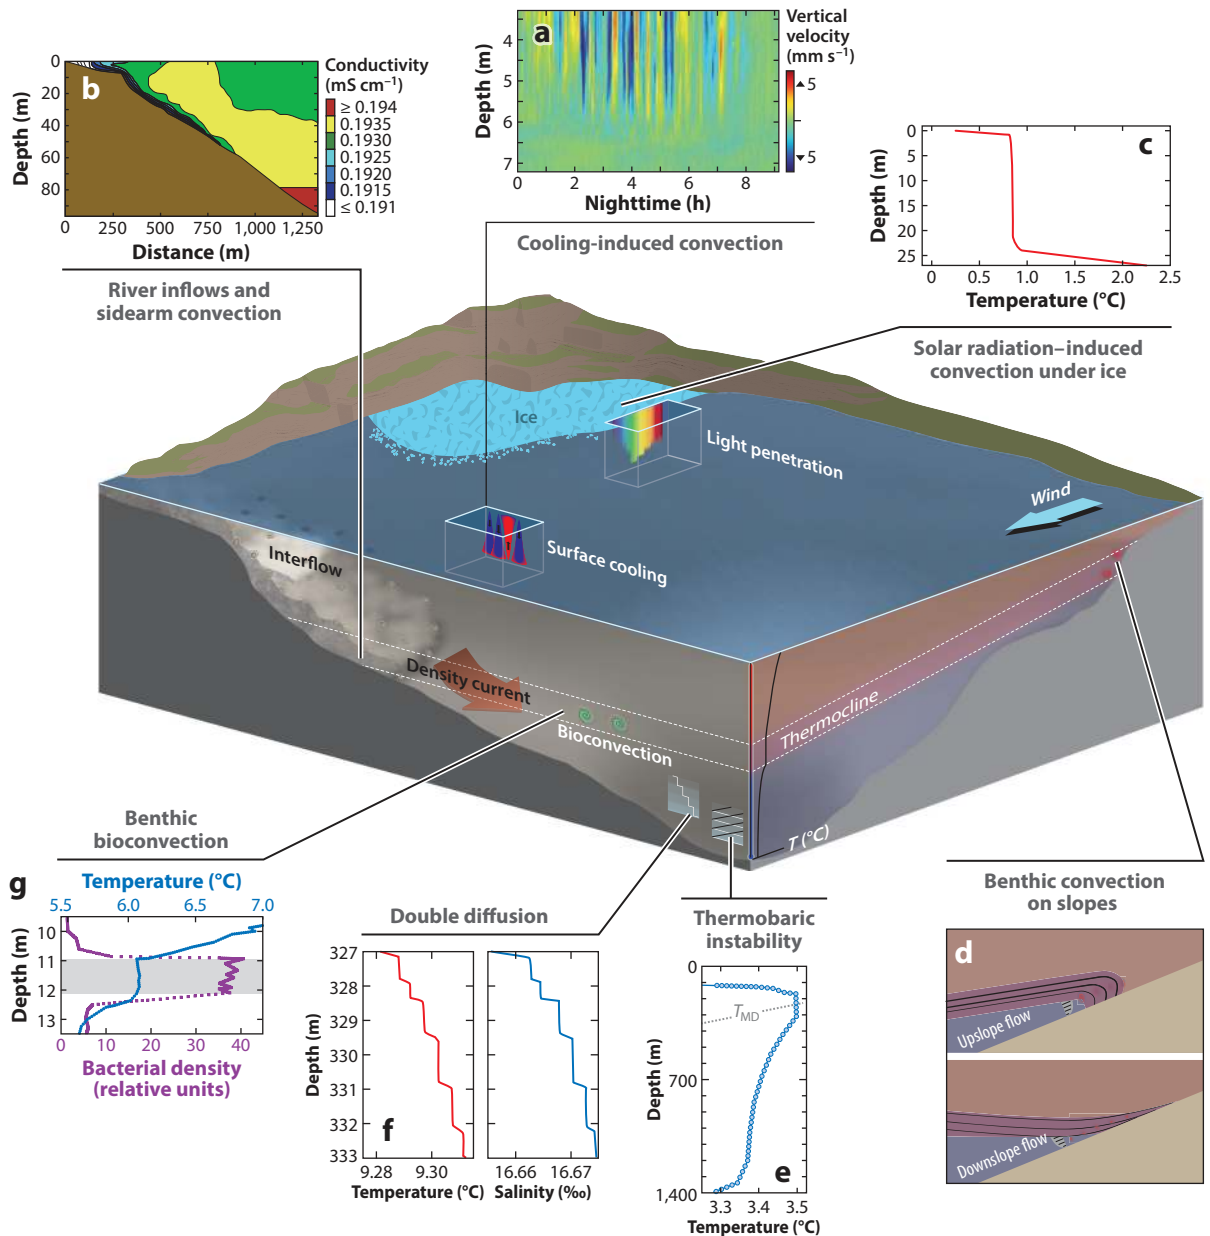 a
Depth (m)
4
5
6
7
0
2
4
6
8
Nighttime (h)
Vertical
velocity
(mm s⁻¹)
5
5
Cooling-induced convection
b
Depth (m)
0
20
40
60
80
0
250
500
750
1,000
1,250
Distance (m)
Conductivity
(mS cm⁻¹)
≥ 0.194
0.1935
0.1930
0.1925
0.1920
0.1915
≤ 0.191
River inflows and
sidearm convection
c
Depth (m)
0
5
10
15
20
25
0
0.5
1.0
1.5
2.0
2.5
Temperature (°C)
Solar radiation–induced
convection under ice
Ice
Light penetration
Wind
Surface cooling
Interflow
Density current
Bioconvection
Thermocline
T (°C)
Benthic
bioconvection
g
Temperature (°C)
5.5
6.0
6.5
7.0
Depth (m)
10
11
12
13
0
10
20
30
40
Bacterial density
(relative units)
Double diffusion
f
Depth (m)
327
328
329
330
331
332
333
9.28
9.30
Temperature (°C)
16.66
16.67
Salinity (‰)
Thermobaric
instability
e
Depth (m)
0
700
1,400
T_MD
3.3
3.4
3.5
Temperature (°C)
Benthic convection
on slopes
d
Upslope flow
Downslope flow